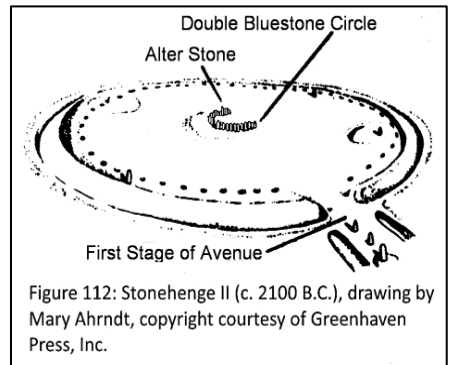 Double Bluestone Circle
Alter Stone
First Stage of Avenue
Figure 112: Stonehenge II (c. 2100 B.C.), drawing by
Mary Ahrndt, copyright courtesy of Greenhaven
Press, Inc.